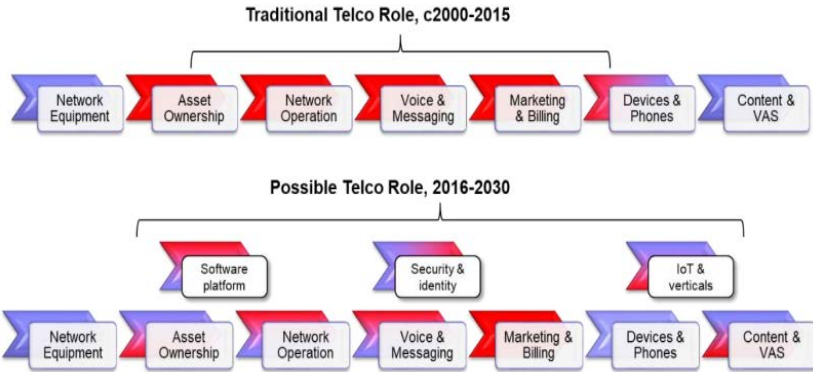 Traditional Telco Role, c2000-2015
Network
Equipment
Asset
Ownership
Network
Operation
Voice &
Messaging
Marketing
& Billing
Devices &
Phones
Content &
VAS
Possible Telco Role, 2016-2030
Software
platform
Security &
identity
IoT &
verticals
Network
Equipment
Asset
Ownership
Network
Operation
Voice &
Messaging
Marketing &
Billing
Devices &
Phones
Content &
VAS